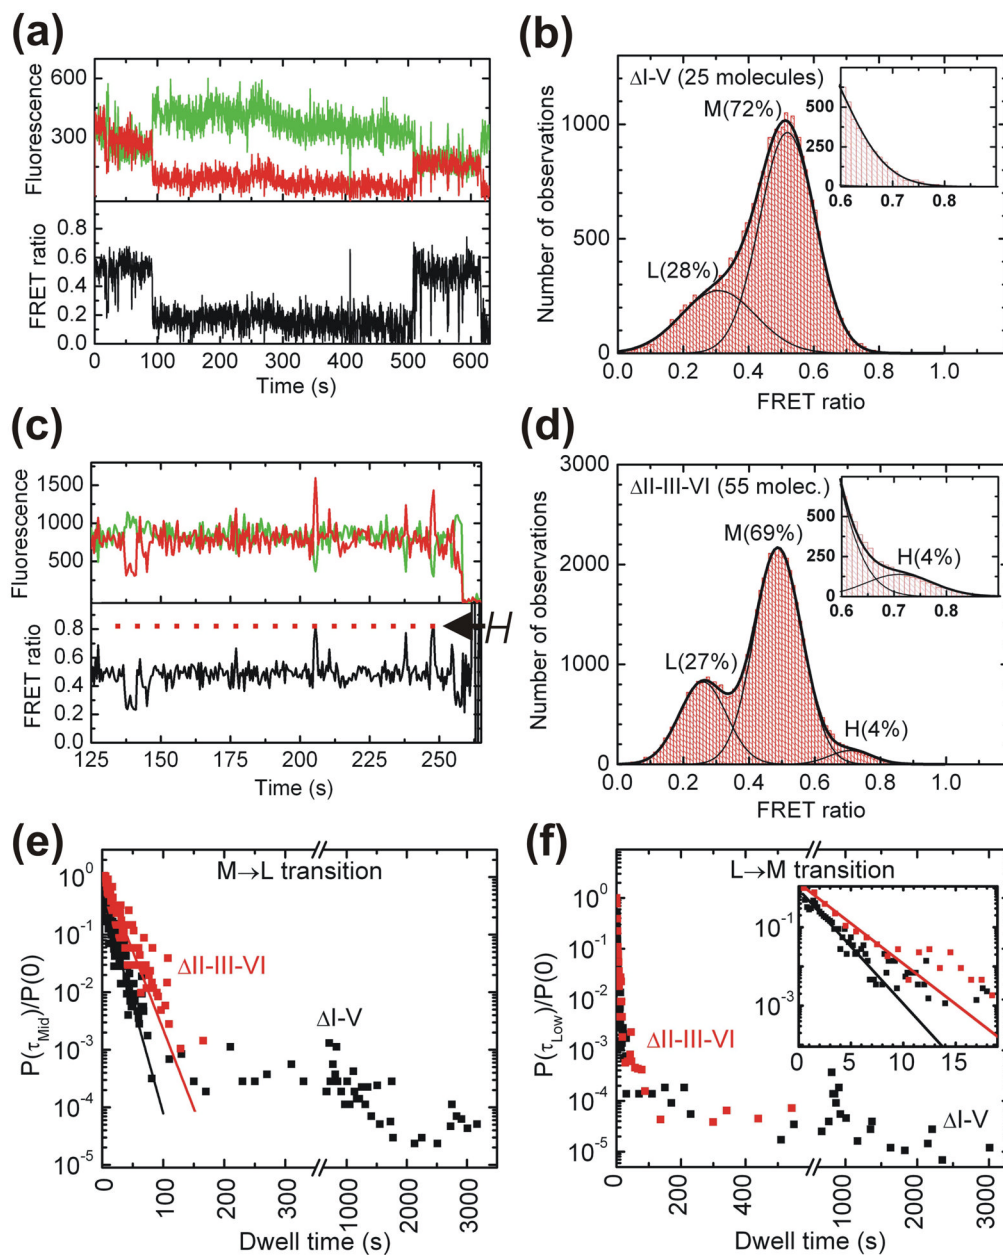 (a)
Fluorescence
600
300
FRET ratio
0.8
0.6
0.4
0.2
0.0
0 100 200 300 400 500 600
Time (s)
(b)
Number of observations
1000
500
0
ΔI-V (25 molecules)
M(72%)
L(28%)
500
250
0
0.6 0.7 0.8
0.0 0.2 0.4 0.6 0.8 1.0
FRET ratio
(c)
Fluorescence
1500
1000
500
FRET ratio
0.8
0.6
0.4
0.2
0.0
H
125 150 175 200 225 250
Time (s)
(d)
Number of observations
3000
2000
1000
0
ΔII-III-VI (55 molec.)
M(69%)
L(27%)
H(4%)
500
250
0
H(4%)
0.6 0.7 0.8
0.0 0.2 0.4 0.6 0.8 1.0
FRET ratio
(e)
M→L transition
P(τMid)/P(0)
10^0
10^-1
10^-2
10^-3
10^-4
10^-5
ΔII-III-VI
ΔI-V
0 100 200 300 1000 2000 3000
Dwell time (s)
(f)
L→M transition
P(τLow)/P(0)
10^0
10^-1
10^-2
10^-3
10^-4
10^-5
ΔII-III-VI
ΔI-V
10^-1
10^-3
0 5 10 15
0 200 400 1000 2000 3000
Dwell time (s)